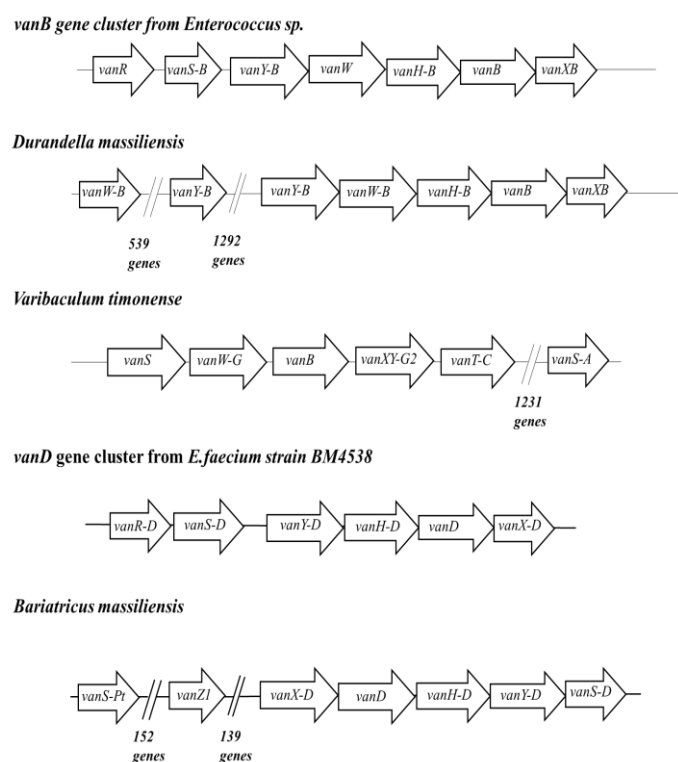 vanB gene cluster from Enterococcus sp.
vanR vanS-B vanY-B vanW vanH-B vanB vanXB
Durandella massiliensis
vanW-B vanY-B vanY-B vanW-B vanH-B vanB vanXB
539 1292
genes genes
Varibaculum timonense
vanS vanW-G vanB vanXY-G2 vanT-C vanS-A
1231
genes
vanD gene cluster from E.faecium strain BM4538
vanR-D vanS-D vanY-D vanH-D vanD vanX-D
Bariatricus massiliensis
vanS-Pt vanZ1 vanX-D vanD vanH-D vanY-D vanS-D
152 139
genes genes